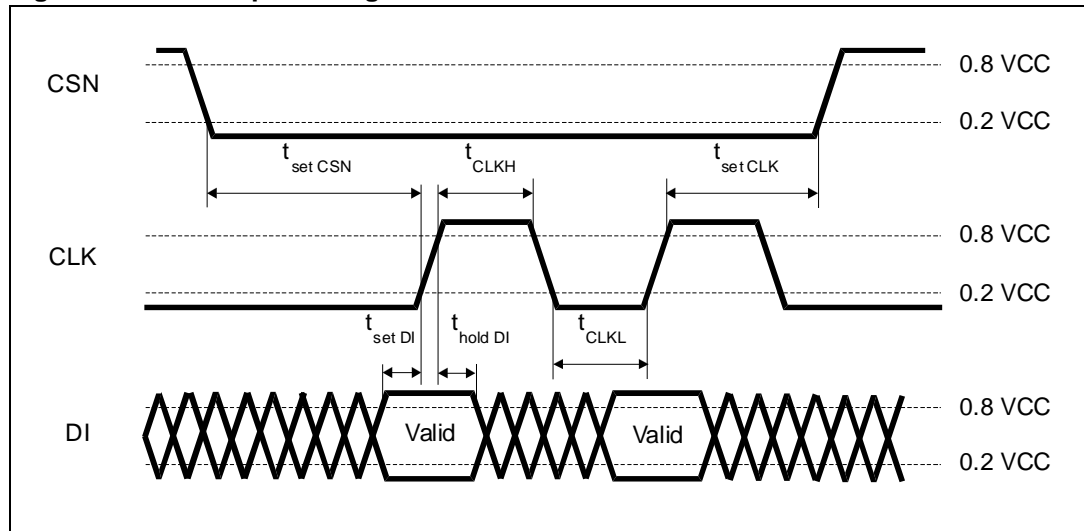 CSN
0.8 VCC
0.2 VCC
t set CSN
t CLKH
t set CLK
CLK
0.8 VCC
0.2 VCC
t set DI
t hold DI
t CLKL
DI
Valid
Valid
0.8 VCC
0.2 VCC